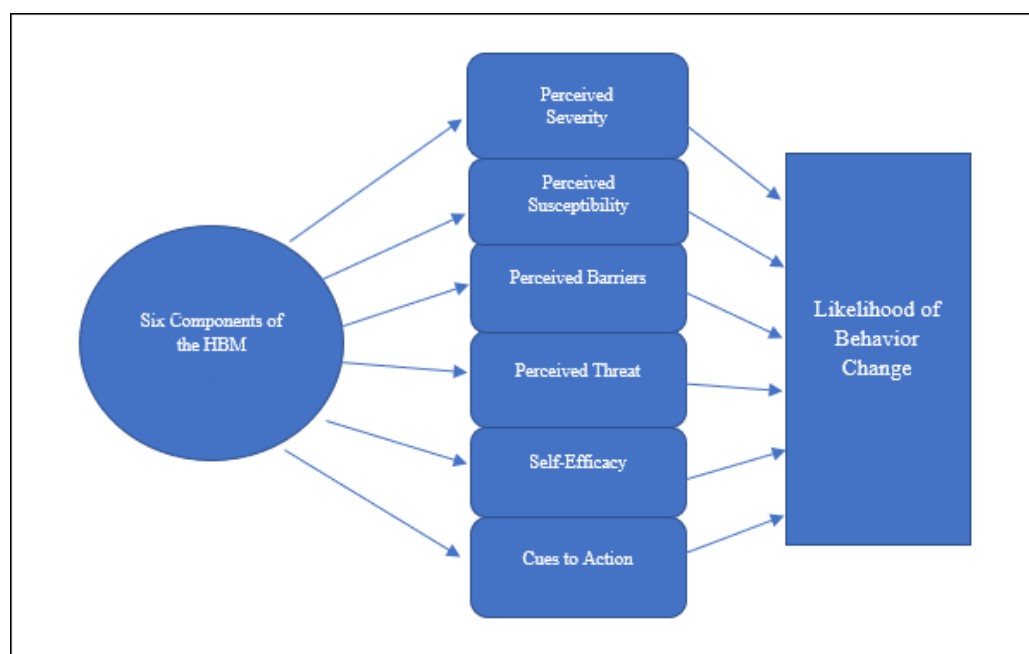 Six Components of
the HBM
Perceived
Severity
Perceived
Susceptibility
Perceived Barriers
Perceived Threat
Self-Efficacy
Cues to Action
Likelihood of
Behavior
Change